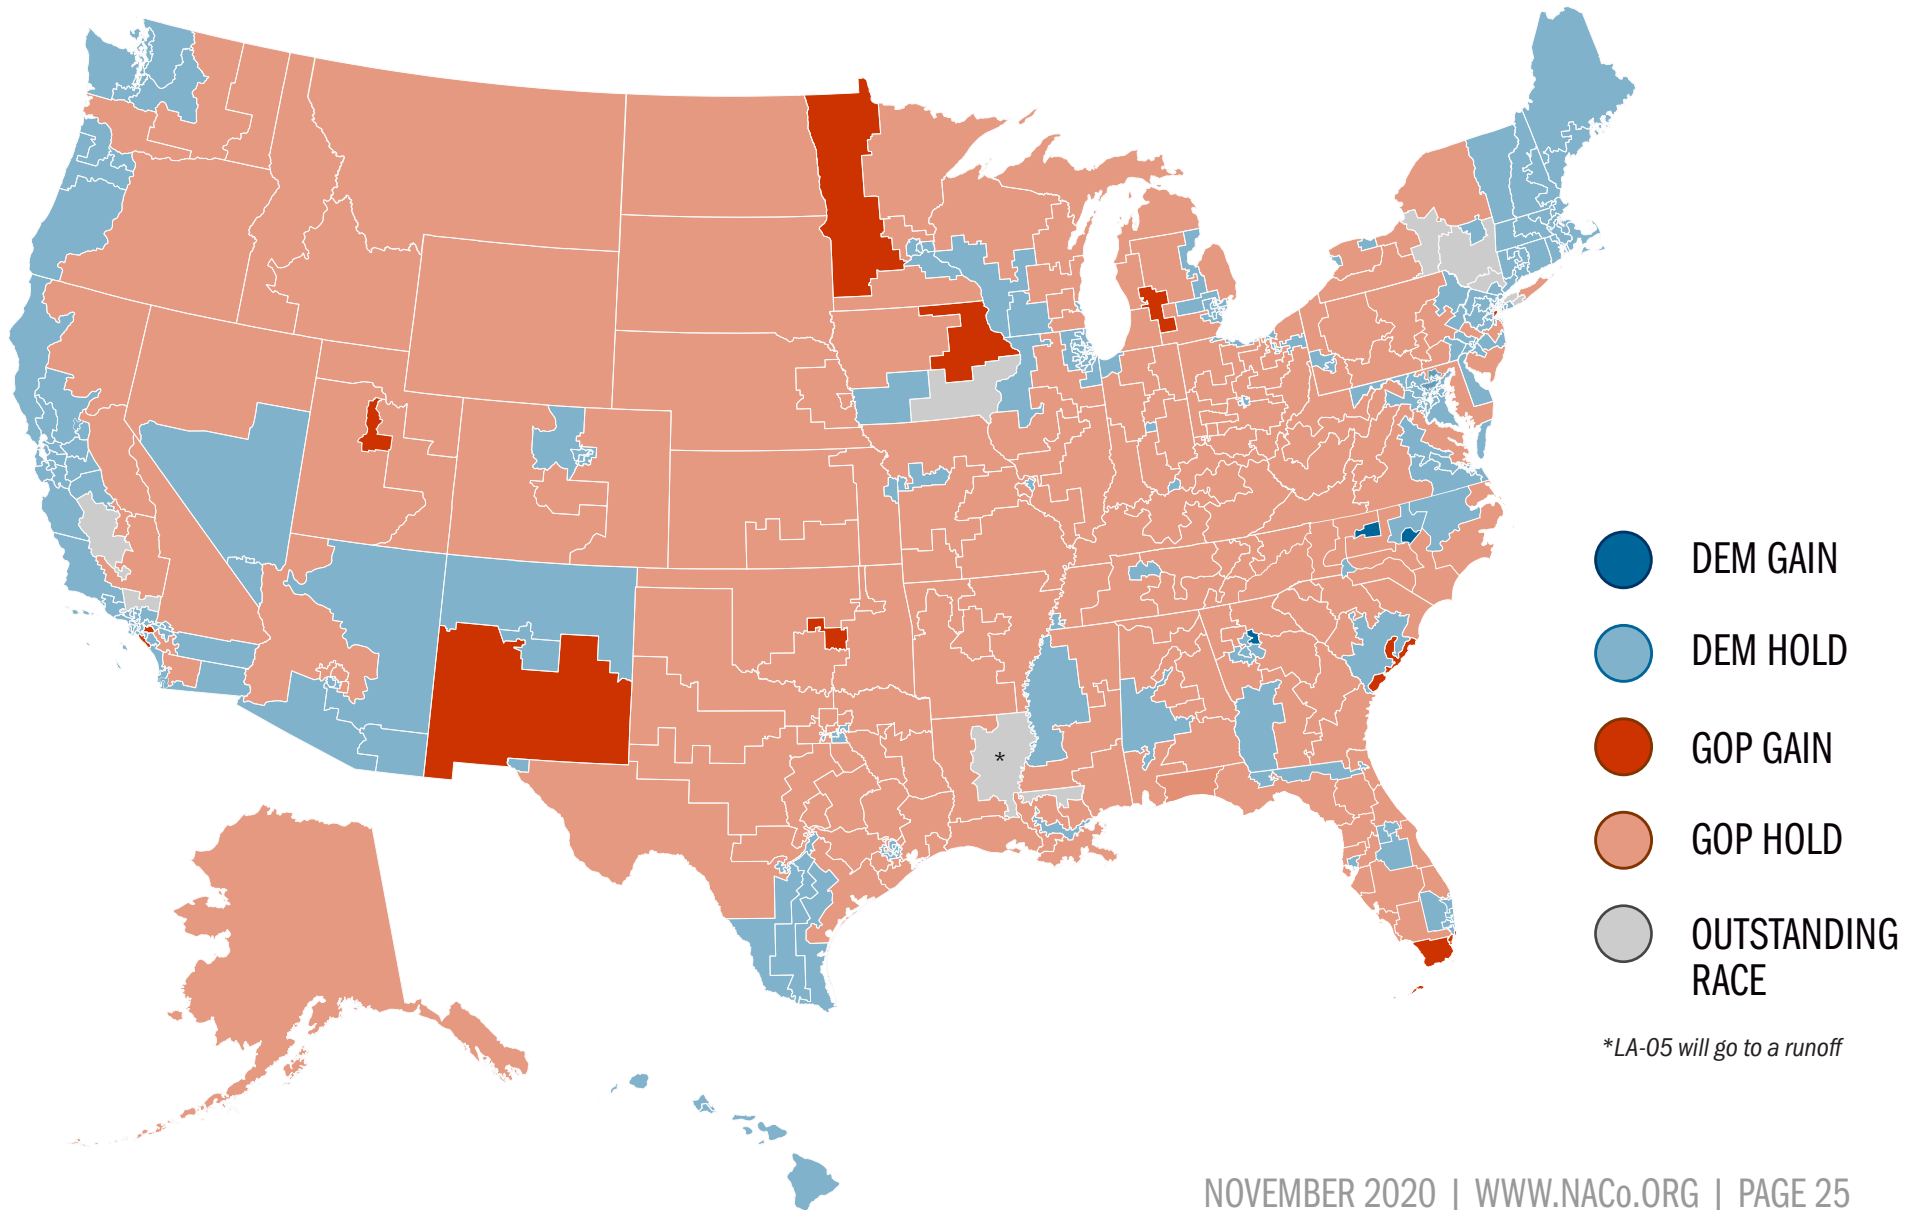 DEM GAIN
DEM HOLD
GOP GAIN
GOP HOLD
OUTSTANDING
RACE
*
*LA-05 will go to a runoff
NOVEMBER 2020 | WWW.NACo.ORG | PAGE 25